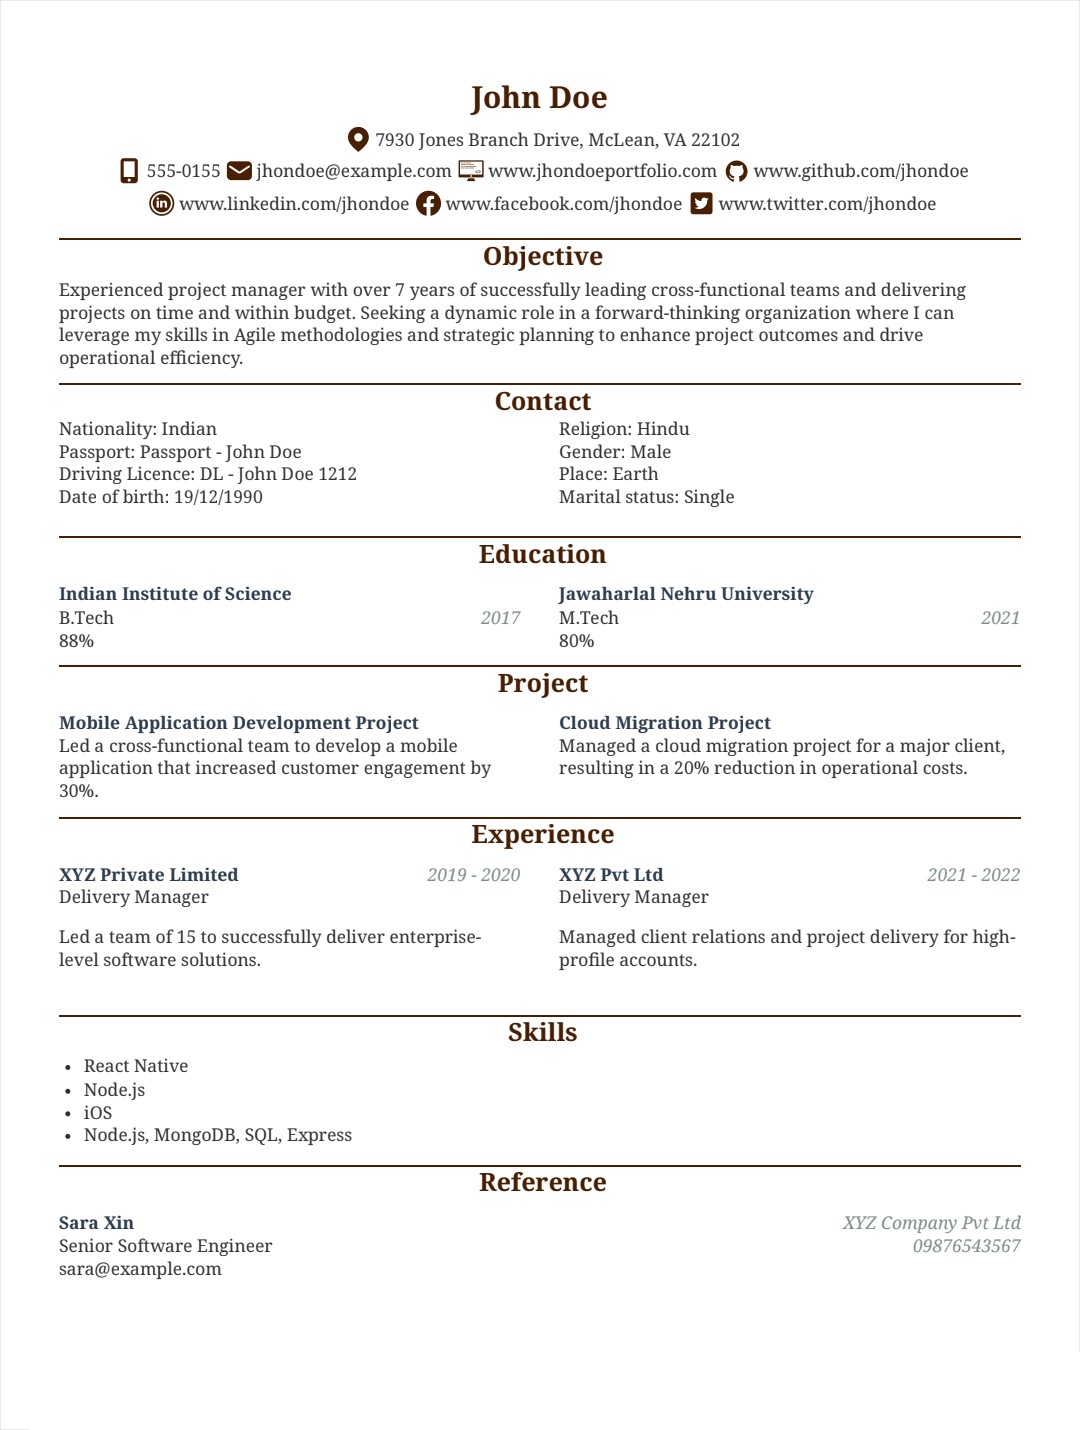 John Doe
7930 Jones Branch Drive, McLean, VA 22102
555-0155 jhondoe@example.com www.jhondoeportfolio.com www.github.com/jhondoe
www.linkedin.com/jhondoe www.facebook.com/jhondoe www.twitter.com/jhondoe
Objective
Experienced project manager with over 7 years of successfully leading cross-functional teams and delivering
projects on time and within budget. Seeking a dynamic role in a forward-thinking organization where I can
leverage my skills in Agile methodologies and strategic planning to enhance project outcomes and drive
operational efficiency.
Contact
Nationality: Indian
Passport: Passport - John Doe
Driving Licence: DL - John Doe 1212
Date of birth: 19/12/1990
Religion: Hindu
Gender: Male
Place: Earth
Marital status: Single
Education
Indian Institute of Science
B.Tech 2017
88%
Jawaharlal Nehru University
M.Tech 2021
80%
Project
Mobile Application Development Project
Led a cross-functional team to develop a mobile
application that increased customer engagement by
30%.
Cloud Migration Project
Managed a cloud migration project for a major client,
resulting in a 20% reduction in operational costs.
Experience
XYZ Private Limited 2019 - 2020
Delivery Manager
Led a team of 15 to successfully deliver enterprise-
level software solutions.
XYZ Pvt Ltd 2021 - 2022
Delivery Manager
Managed client relations and project delivery for high-
profile accounts.
Skills
• React Native
• Node.js
• iOS
• Node.js, MongoDB, SQL, Express
Reference
Sara Xin XYZ Company Pvt Ltd
Senior Software Engineer 09876543567
sara@example.com